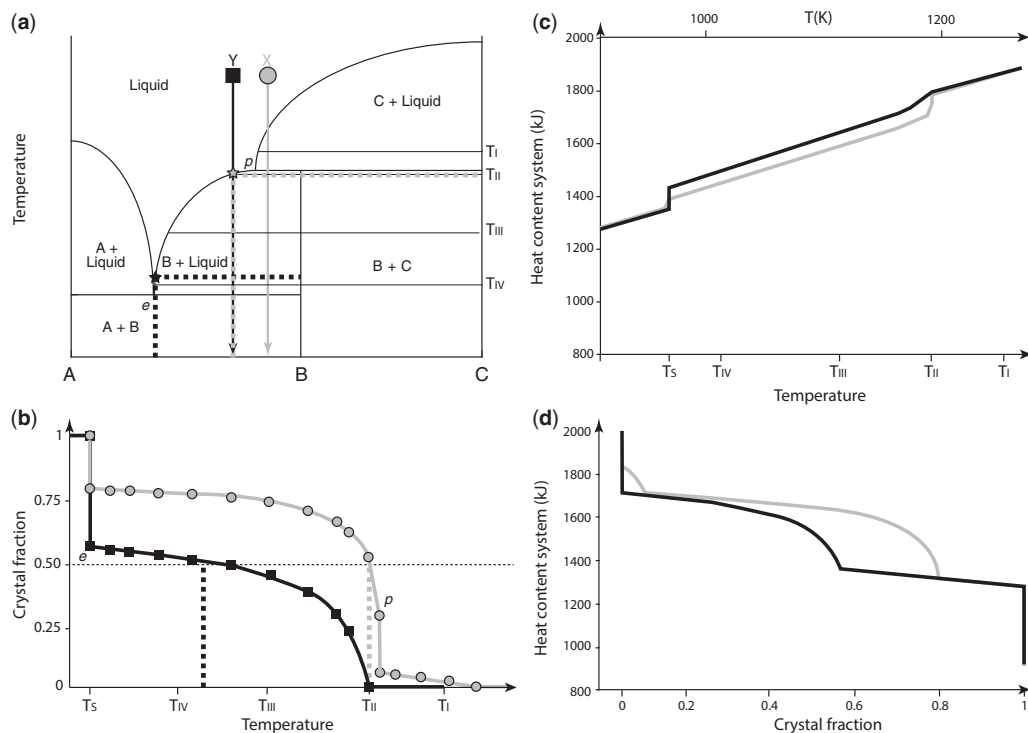 (a)
Liquid
Y
X
C + Liquid
p
TI
TII
TIII
TIV
A +
Liquid
B + Liquid
B + C
e
A + B
A
B
C
Temperature
(b)
1
0.75
0.50
0.25
0
Crystal fraction
e
p
TS
TIV
TIII
TII
TI
Temperature
(c)
1000
T(K)
1200
2000
1800
1600
1400
1200
1000
800
Heat content system (kJ)
TS
TIV
TIII
TII
TI
Temperature
(d)
2000
1800
1600
1400
1200
1000
800
Heat content system (kJ)
0
0.2
0.4
0.6
0.8
1
Crystal fraction